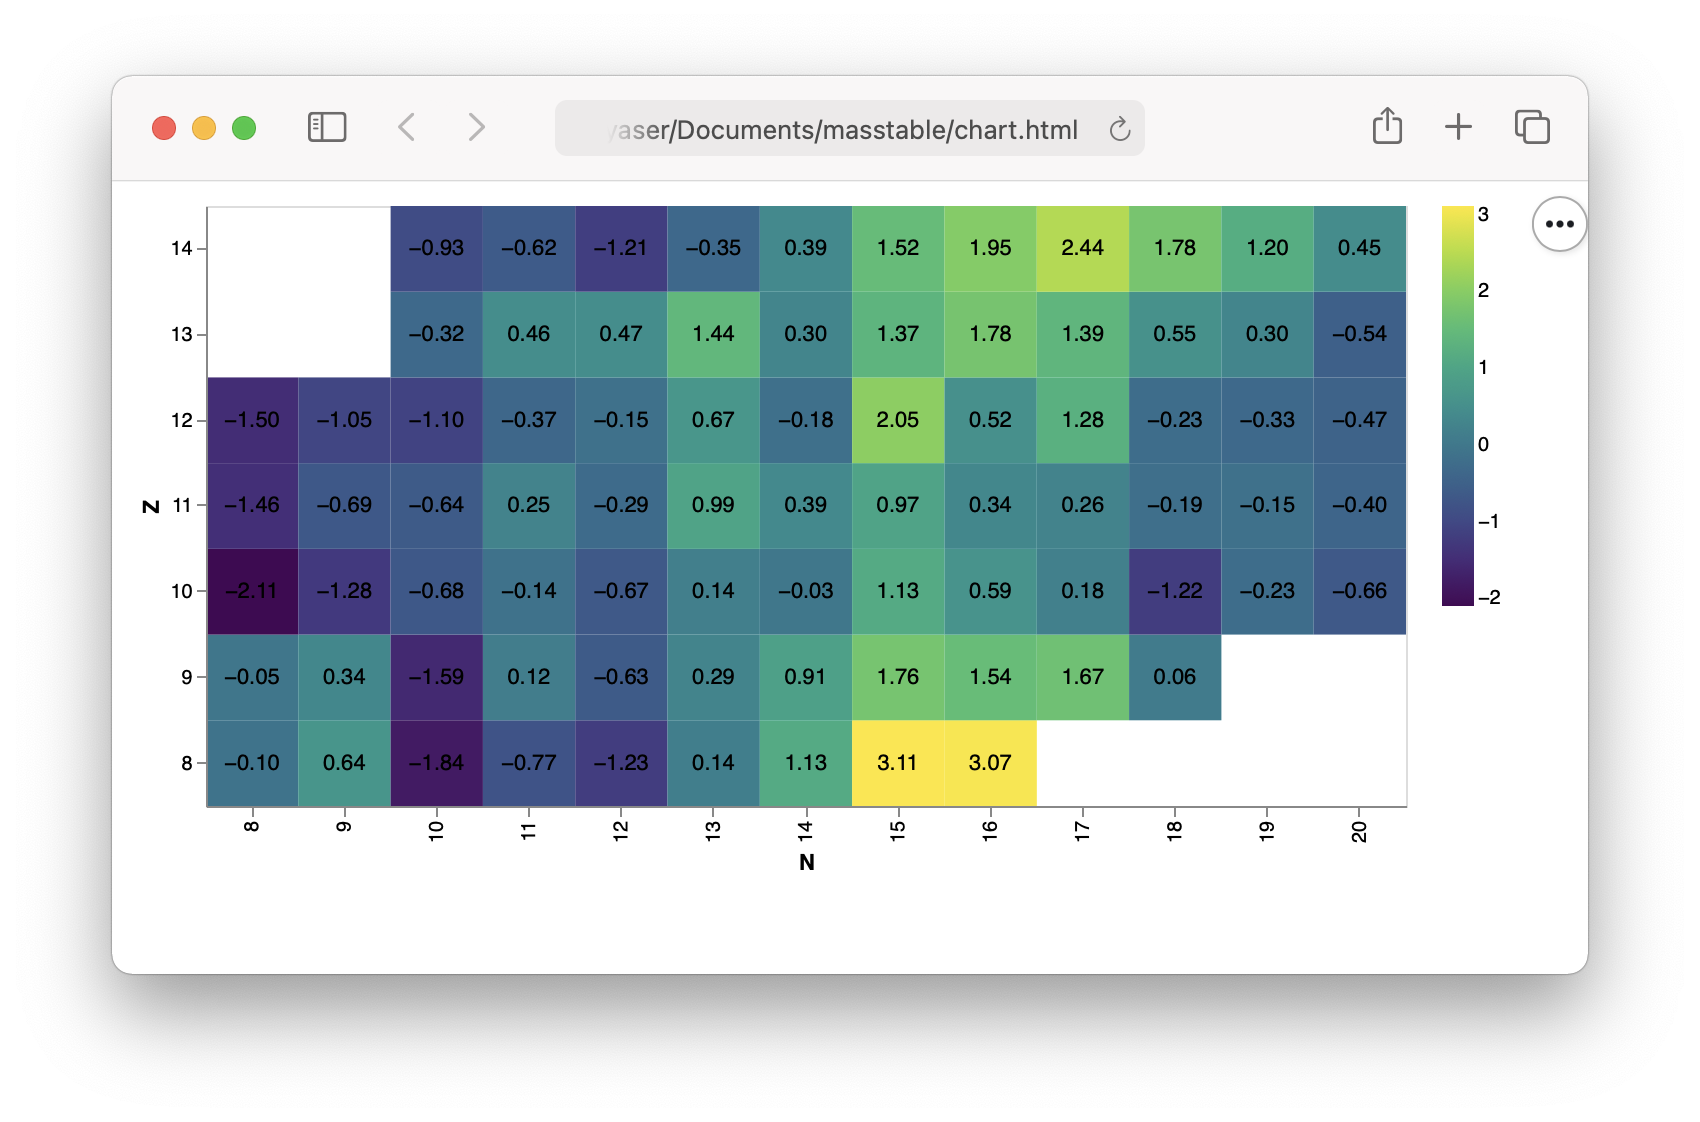 aser/Documents/masstable/chart.html
14 −0.93 −0.62 −1.21 −0.35 0.39 1.52 1.95 2.44 1.78 1.20 0.45
13 −0.32 0.46 0.47 1.44 0.30 1.37 1.78 1.39 0.55 0.30 −0.54
12 −1.50 −1.05 −1.10 −0.37 −0.15 0.67 −0.18 2.05 0.52 1.28 −0.23 −0.33 −0.47
Z 11 −1.46 −0.69 −0.64 0.25 −0.29 0.99 0.39 0.97 0.34 0.26 −0.19 −0.15 −0.40
10 −2.11 −1.28 −0.68 −0.14 −0.67 0.14 −0.03 1.13 0.59 0.18 −1.22 −0.23 −0.66
9 −0.05 0.34 −1.59 0.12 −0.63 0.29 0.91 1.76 1.54 1.67 0.06
8 −0.10 0.64 −1.84 −0.77 −1.23 0.14 1.13 3.11 3.07
8 9 10 11 12 13 14 15 16 17 18 19 20
N
3
2
1
0
−1
−2